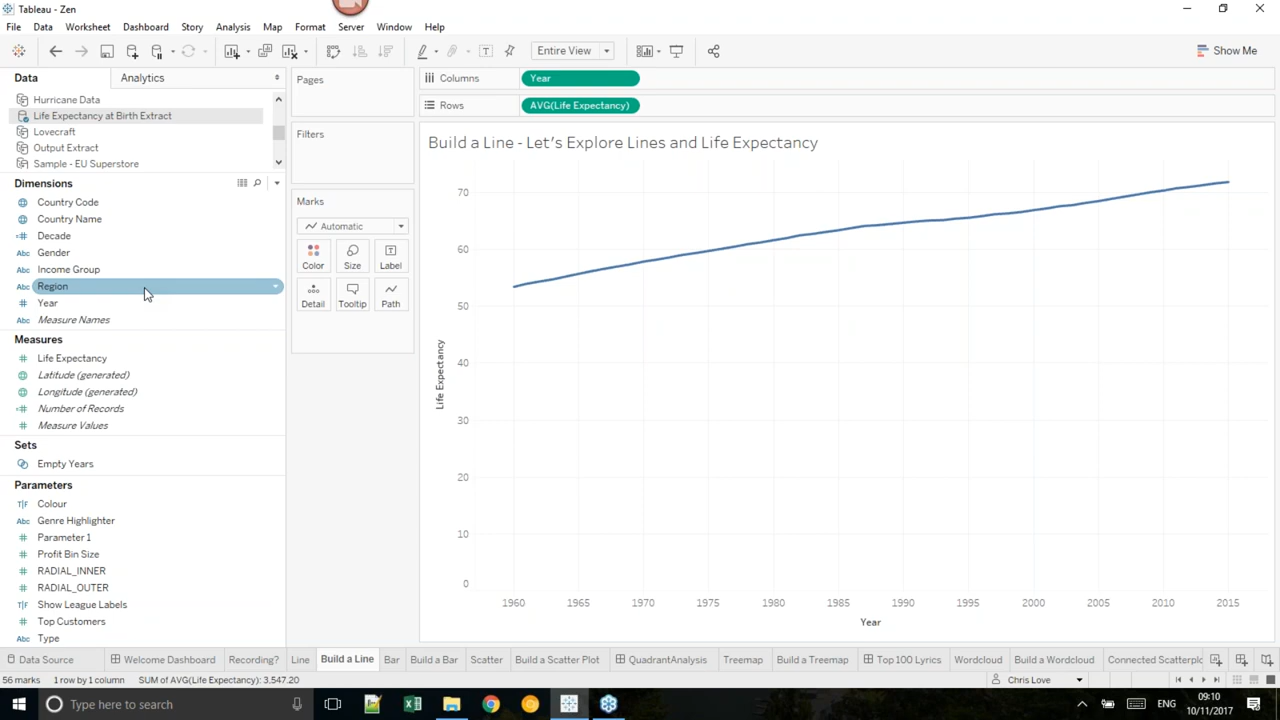 Tableau - Zen
File Data Worksheet Dashboard Story Analysis Map Format Server Window Help
Entire View
Show Me
Data Analytics
Hurricane Data
Life Expectancy at Birth Extract
Lovecraft
Output Extract
Sample - EU Superstore
Dimensions
Abc Country Code
Country Name
Decade
Abc Gender
Abc Income Group
Abc Region
Year
Abc Measure Names
Measures
Life Expectancy
Latitude (generated)
Longitude (generated)
Number of Records
Measure Values
Sets
Empty Years
Parameters
T|F Colour
Abc Genre Highlighter
Parameter 1
Profit Bin Size
RADIAL_INNER
RADIAL_OUTER
T|F Show League Labels
Top Customers
Abc Type
Pages
Filters
Marks
Automatic
Color Size Label
Detail Tooltip Path
Columns Year
Rows AVG(Life Expectancy)
Build a Line - Let's Explore Lines and Life Expectancy
70
60
50
40
30
20
10
0
Life Expectancy
1960 1965 1970 1975 1980 1985 1990 1995 2000 2005 2010 2015
Year
Data Source Welcome Dashboard Recording? Line Build a Line Bar Build a Bar Scatter Build a Scatter Plot QuadrantAnalysis Treemap Build a Treemap Top 100 Lyrics Wordcloud Build a Wordcloud Connected Scatterplc
56 marks 1 row by 1 column SUM of AVG(Life Expectancy): 3,547.20
Chris Love
Type here to search
ENG
09:10
10/11/2017